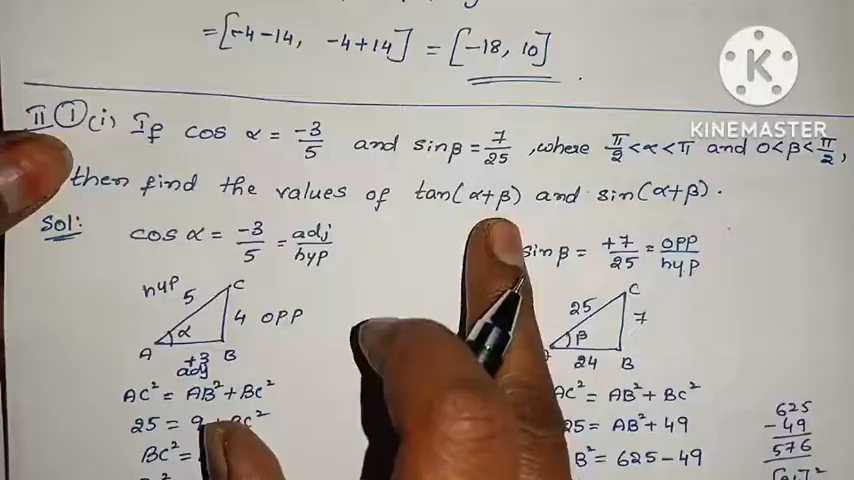 = [-4-14, -4+14] = [-18, 10].
KINEMASTER
II ① (i) If cos α = -3/5 and sinβ = 7/25, where π/2 < α < π and 0 < β < π/2,
then find the values of tan(α+β) and sin(α+β).
Sol: cos α = -3/5 = adj/hyp
sin β = +7/25 = opp/hyp
hyp 5 C
4 opp
α
A +3 B
adj
25 C
7
β
24 B
AC² = AB² + BC²
AC² = AB² + BC²
25 = 9 + BC²
25 = AB² + 49
BC² =
B² = 625 - 49
625
- 49
576